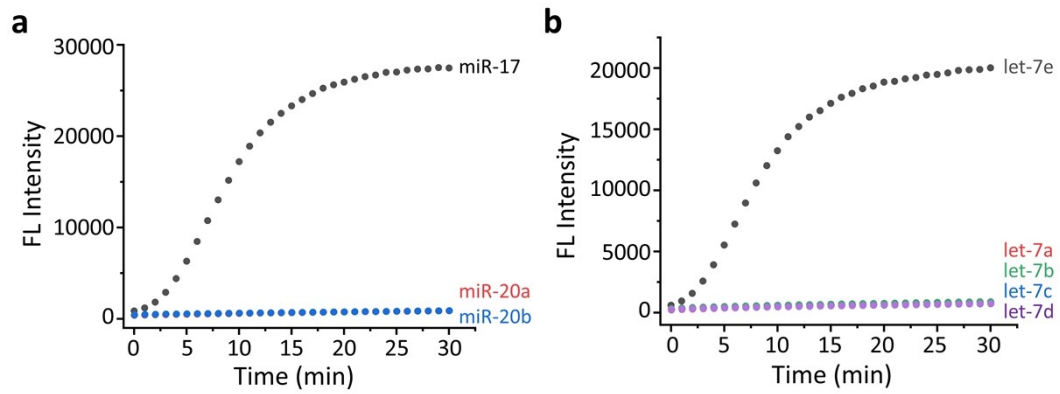 a
30000
20000
10000
0
FL Intensity
0 5 10 15 20 25 30
Time (min)
miR-17
miR-20a
miR-20b
b
20000
15000
10000
5000
0
FL Intensity
0 5 10 15 20 25 30
Time (min)
let-7e
let-7a
let-7b
let-7c
let-7d